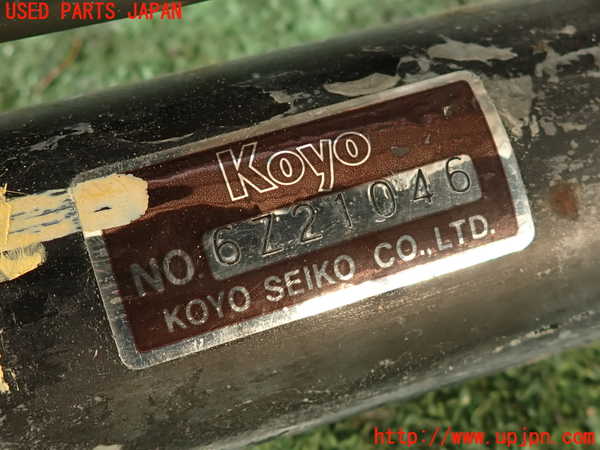 USED PARTS JAPAN
Koyo
NO. 6Z21046
KOYO SEIKO CO.,LTD.
http://www.upjpn.com/